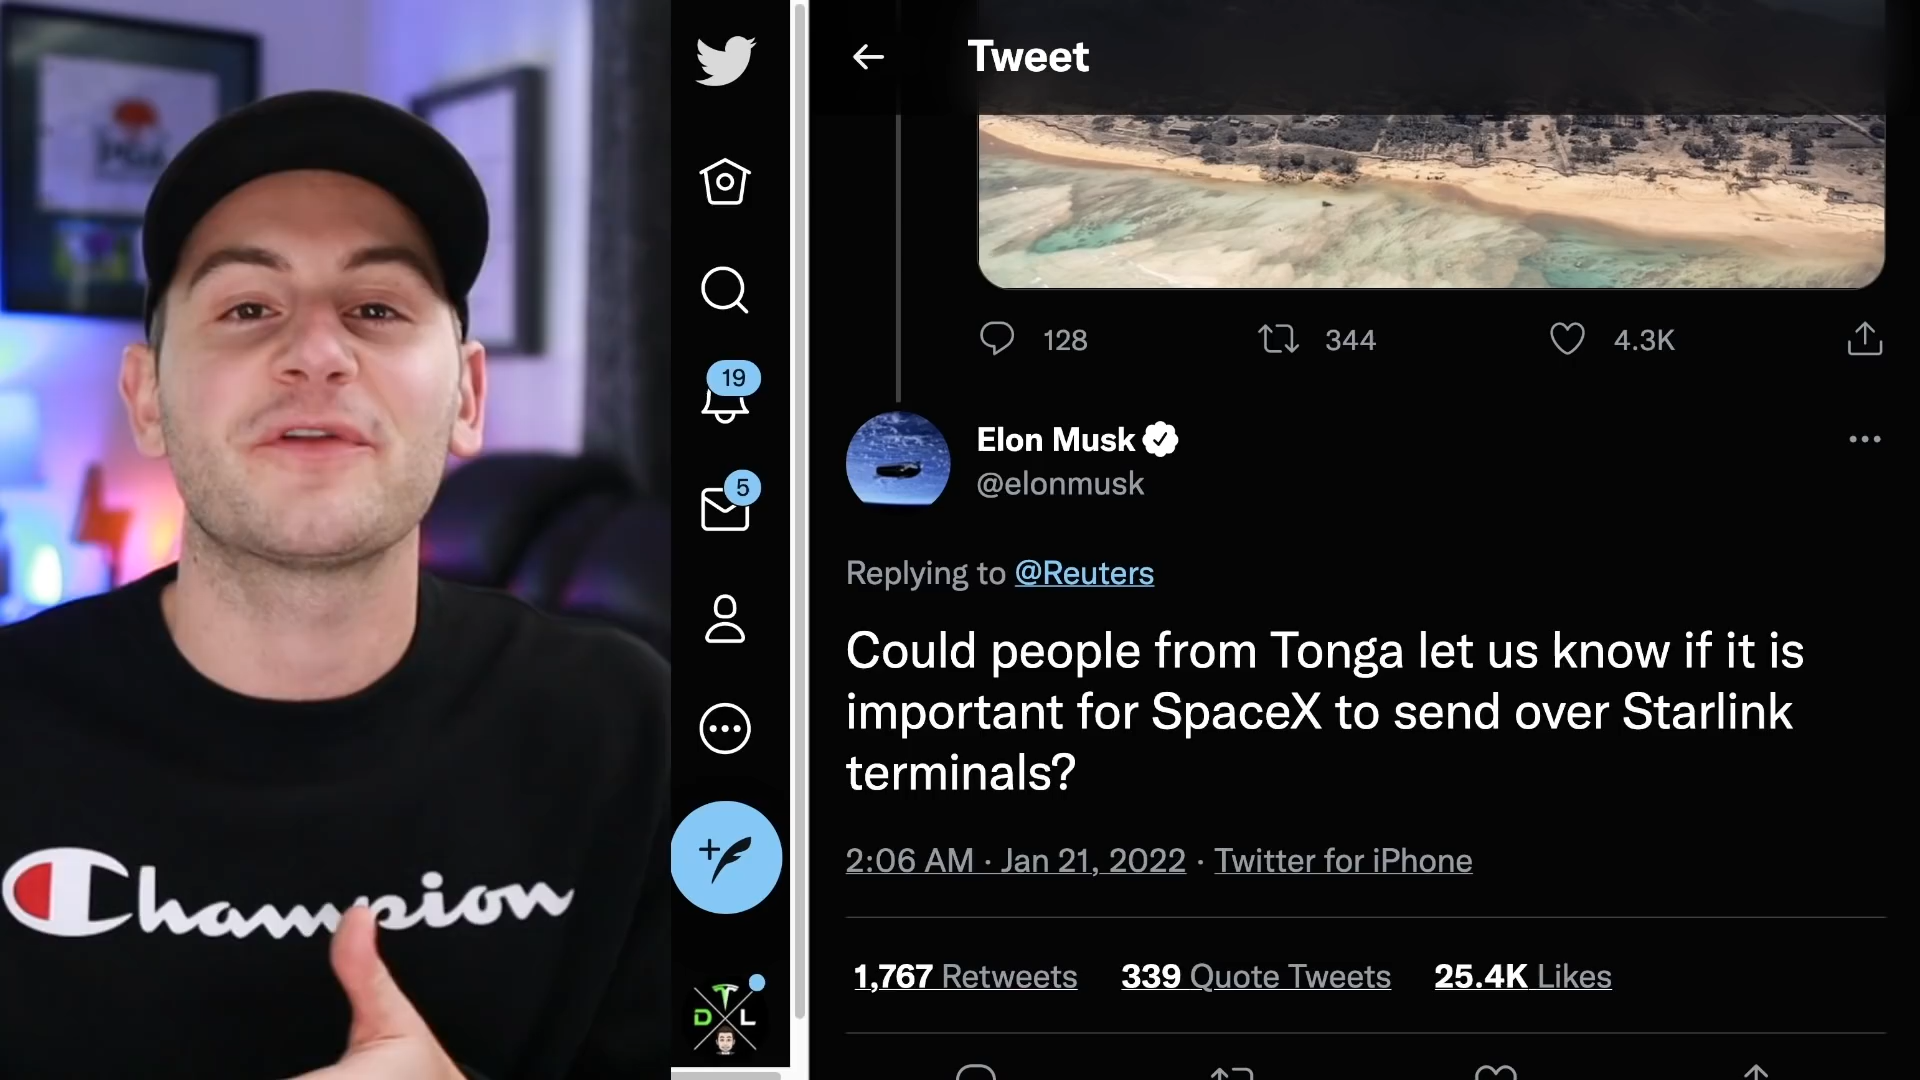 Tweet
128
344
4.3K
19
Elon Musk
@elonmusk
5
Replying to @Reuters
Could people from Tonga let us know if it is
important for SpaceX to send over Starlink
terminals?
2:06 AM · Jan 21, 2022 · Twitter for iPhone
Champion
1,767 Retweets 339 Quote Tweets 25.4K Likes
D L